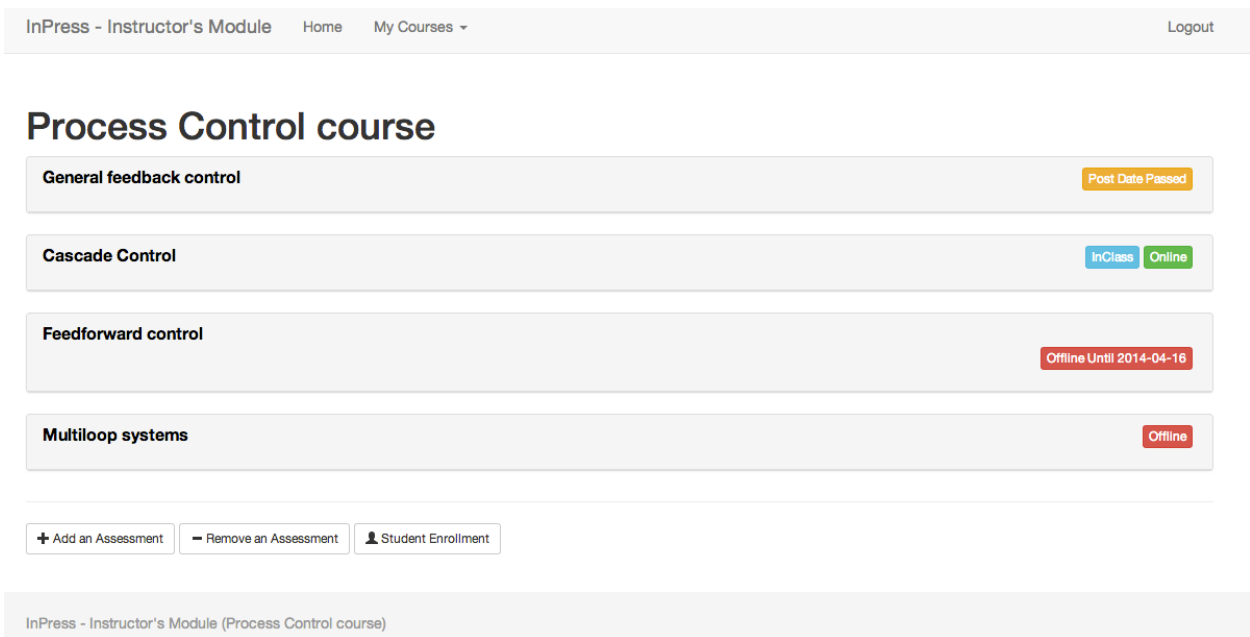 InPress - Instructor's Module Home My Courses Logout
Process Control course
General feedback control Post Date Passed
Cascade Control InClass Online
Feedforward control
Offline Until 2014-04-16
Multiloop systems Offline
Add an Assessment Remove an Assessment Student Enrollment
InPress - Instructor's Module (Process Control course)